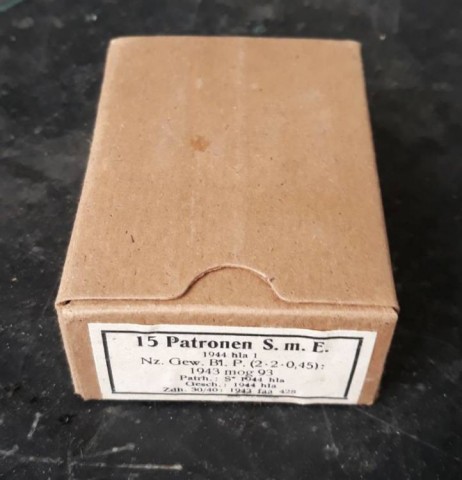 15 Patronen S. m. E.
1944 hla 1
Nz. Gew. Bl. P. (2·2·0,45):
1943 mog 93
Patrh.: S* 1944 hla
Gesch.: 1944 hla
Zdh. 30/40: 1943 faa 428